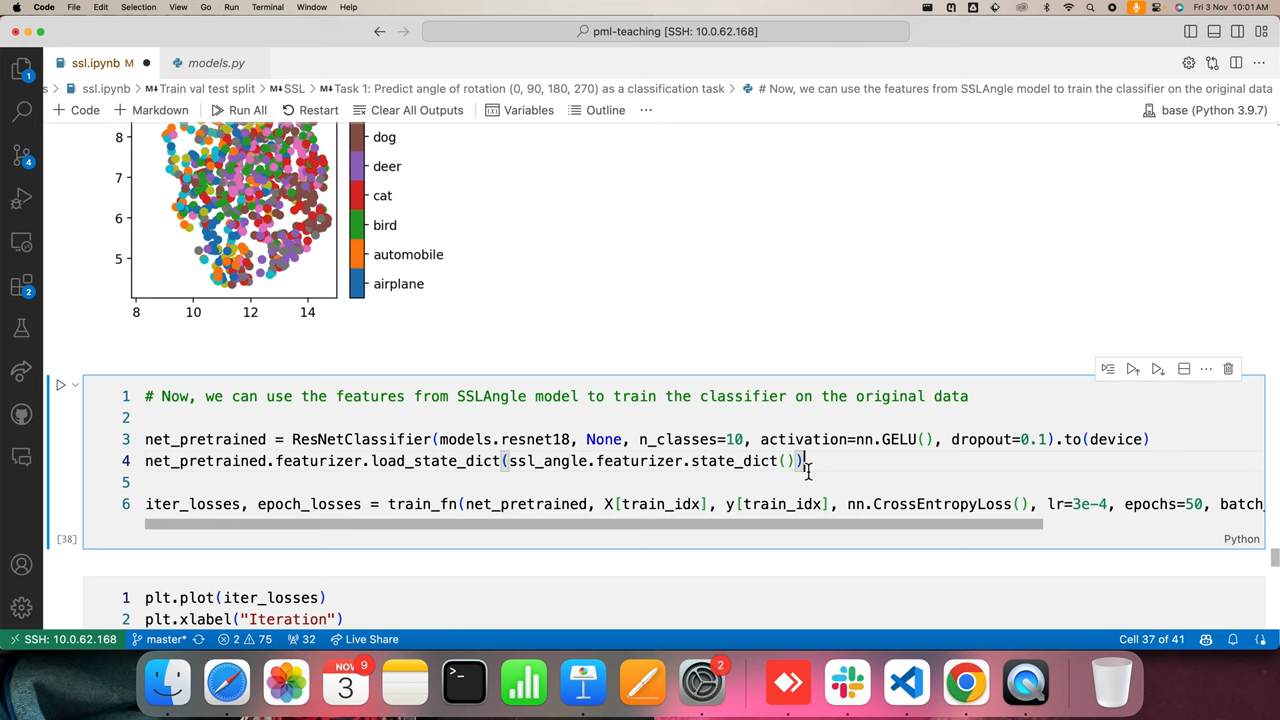 Code File Edit Selection View Go Run Terminal Window Help Fri 3 Nov 10:01 AM
pml-teaching [SSH: 10.0.62.168]
ssl.ipynb M models.py
s > ssl.ipynb > M↓Train val test split > M↓SSL > M↓Task 1: Predict angle of rotation (0, 90, 180, 270) as a classification task > # Now, we can use the features from SSLAngle model to train the classifier on the original data
+ Code + Markdown Run All Restart Clear All Outputs Variables Outline ... base (Python 3.9.7)
1
4
2
8 dog
7 deer
cat
6 bird
5 automobile
airplane
8 10 12 14
1 # Now, we can use the features from SSLAngle model to train the classifier on the original data
2
3 net_pretrained = ResNetClassifier(models.resnet18, None, n_classes=10, activation=nn.GELU(), dropout=0.1).to(device)
4 net_pretrained.featurizer.load_state_dict(ssl_angle.featurizer.state_dict())
5
6 iter_losses, epoch_losses = train_fn(net_pretrained, X[train_idx], y[train_idx], nn.CrossEntropyLoss(), lr=3e-4, epochs=50, batch_
[38] Python
1 plt.plot(iter_losses)
2 plt.xlabel("Iteration")
SSH: 10.0.62.168 master* 2 75 32 Live Share Cell 37 of 41
NOV 3 9 2